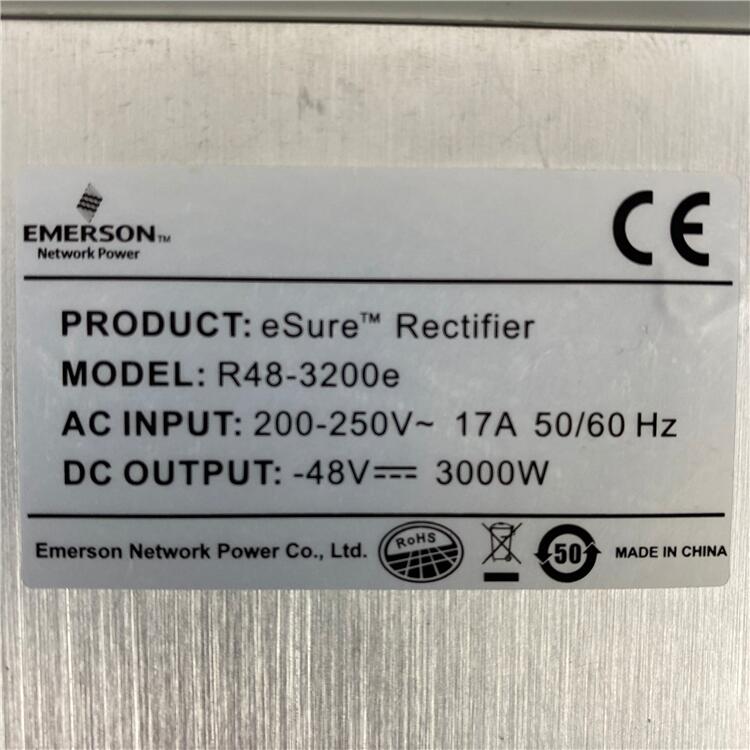 EMERSON™
Network Power
CE
PRODUCT: eSure™ Rectifier
MODEL: R48-3200e
AC INPUT: 200-250V~ 17A 50/60 Hz
DC OUTPUT: -48V⎓ 3000W
Emerson Network Power Co., Ltd. RoHS 50 MADE IN CHINA